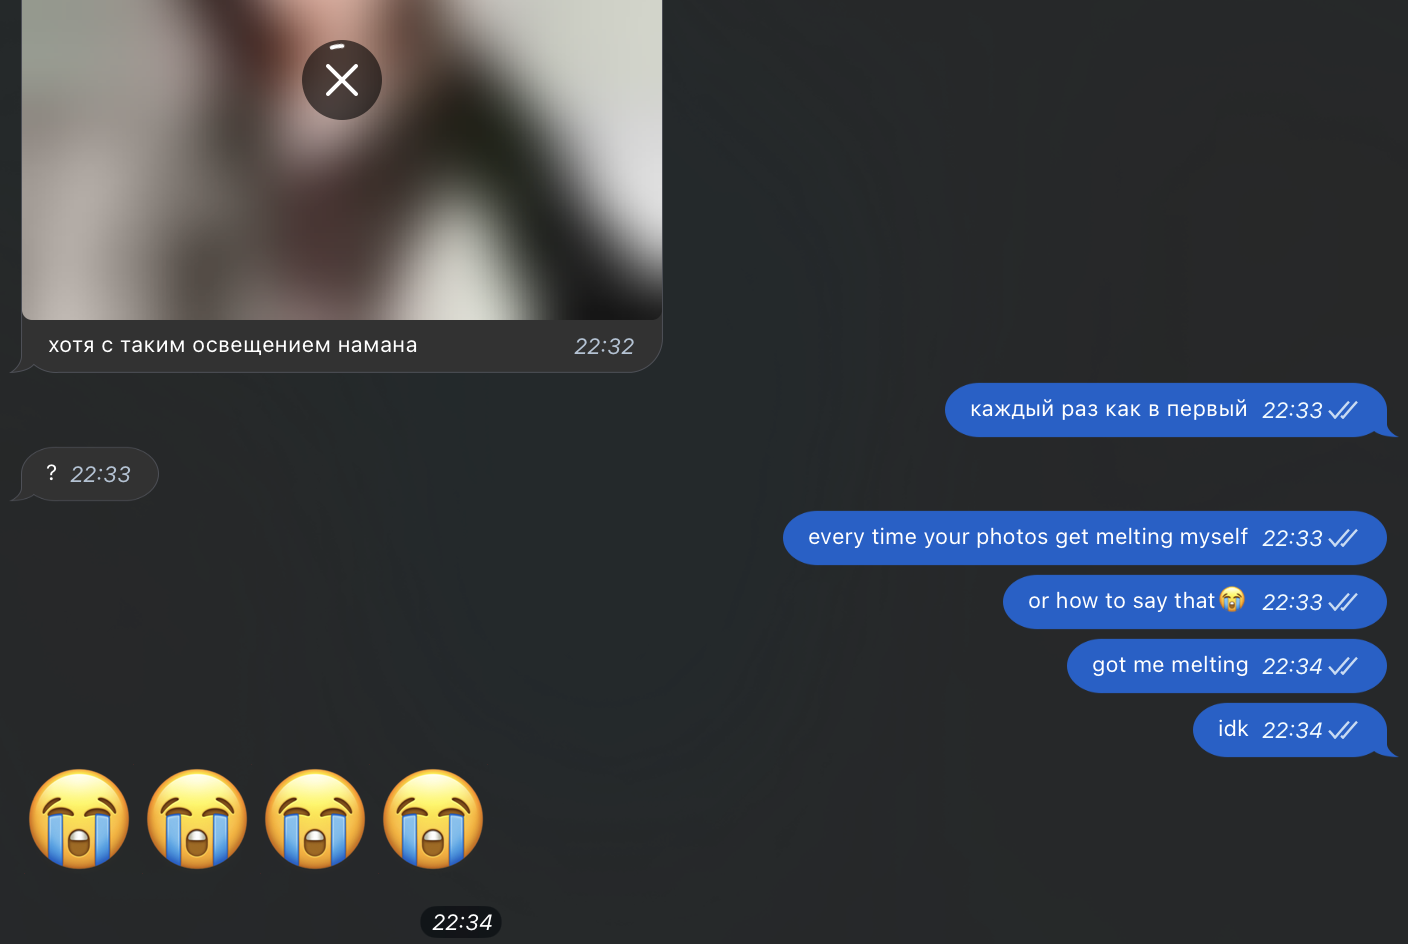 хотя с таким освещением намана 22:32
каждый раз как в первый 22:33
? 22:33
every time your photos get melting myself 22:33
or how to say that😭 22:33
got me melting 22:34
idk 22:34
😭😭😭😭
22:34